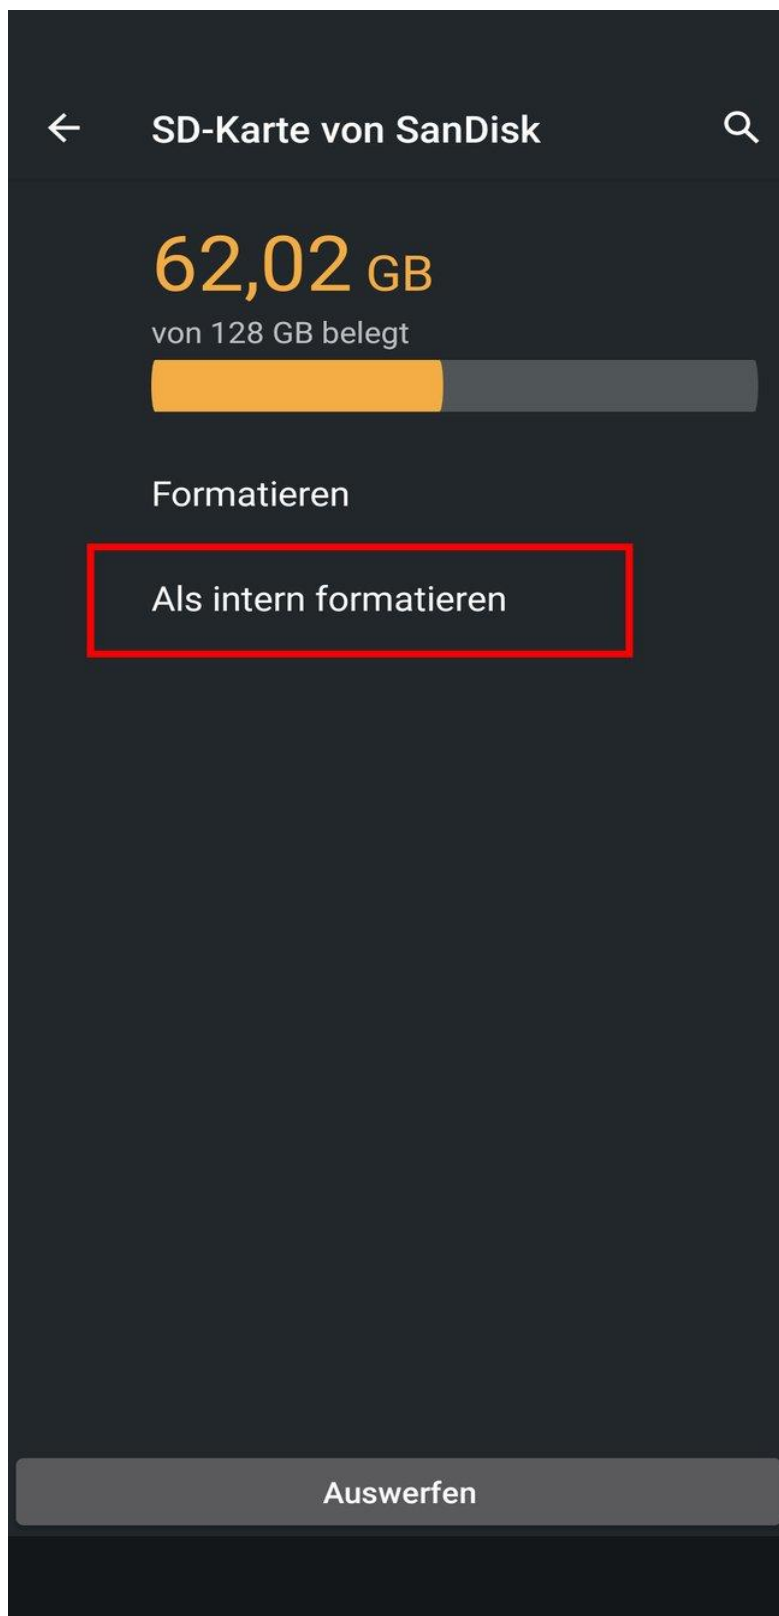 SD-Karte von SanDisk
62,02 GB
von 128 GB belegt
Formatieren
Als intern formatieren
Auswerfen